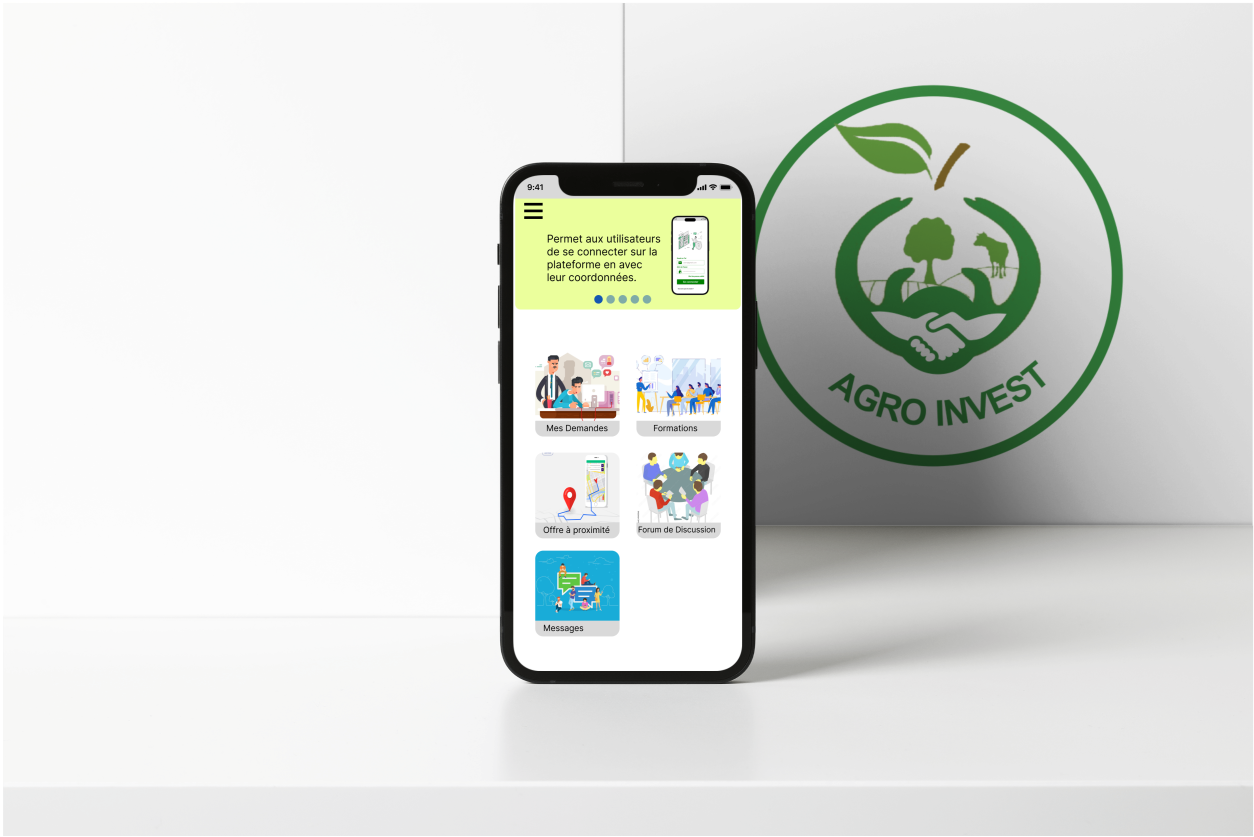 9:41
Permet aux utilisateurs
de se connecter sur la
plateforme en avec
leur coordonnées.
Mes Demandes
Formations
Offre à proximité
Forum de Discussion
Messages
AGRO INVEST